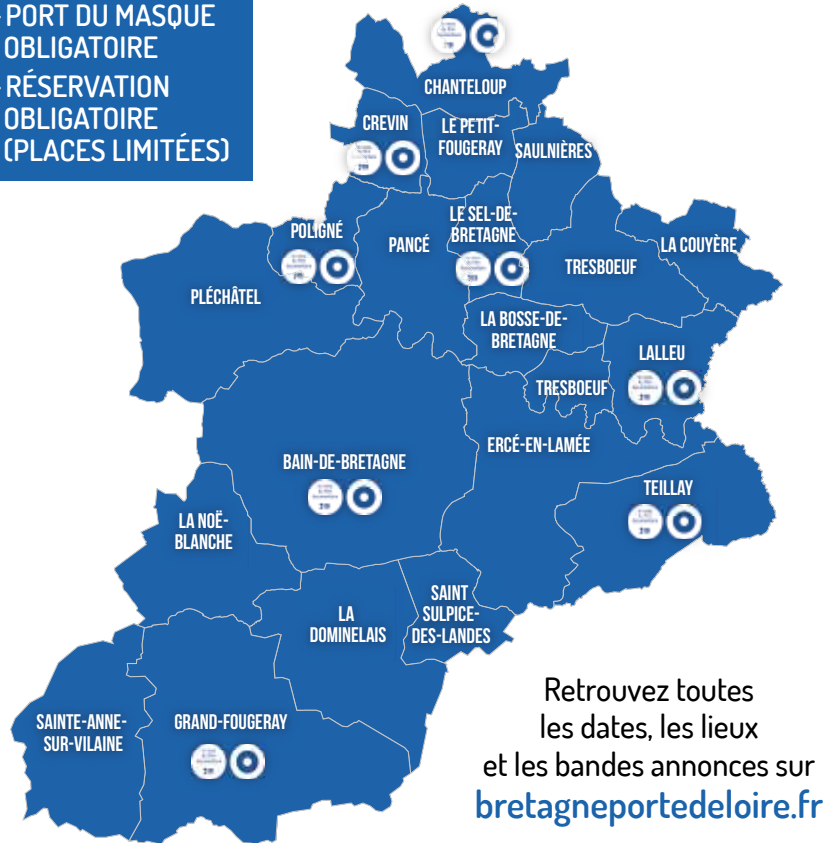 - PORT DU MASQUE
OBLIGATOIRE
- RÉSERVATION
OBLIGATOIRE
(PLACES LIMITÉES)
CHANTELOUP
CREVIN
LE PETIT-
FOUGERAY
SAULNIÈRES
POLIGNÉ
PANCÉ
LE SEL-DE-
BRETAGNE
TRESBOEUF
LA COUYÈRE
PLÉCHÂTEL
LA BOSSE-DE-
BRETAGNE
LALLEU
TRESBOEUF
ERCÉ-EN-LAMÉE
BAIN-DE-BRETAGNE
TEILLAY
LA NOË-
BLANCHE
LA
DOMINELAIS
SAINT
SULPICE-
DES-LANDES
SAINTE-ANNE-
SUR-VILAINE
GRAND-FOUGERAY
Retrouvez toutes
les dates, les lieux
et les bandes annonces sur
bretagneportedeloire.fr